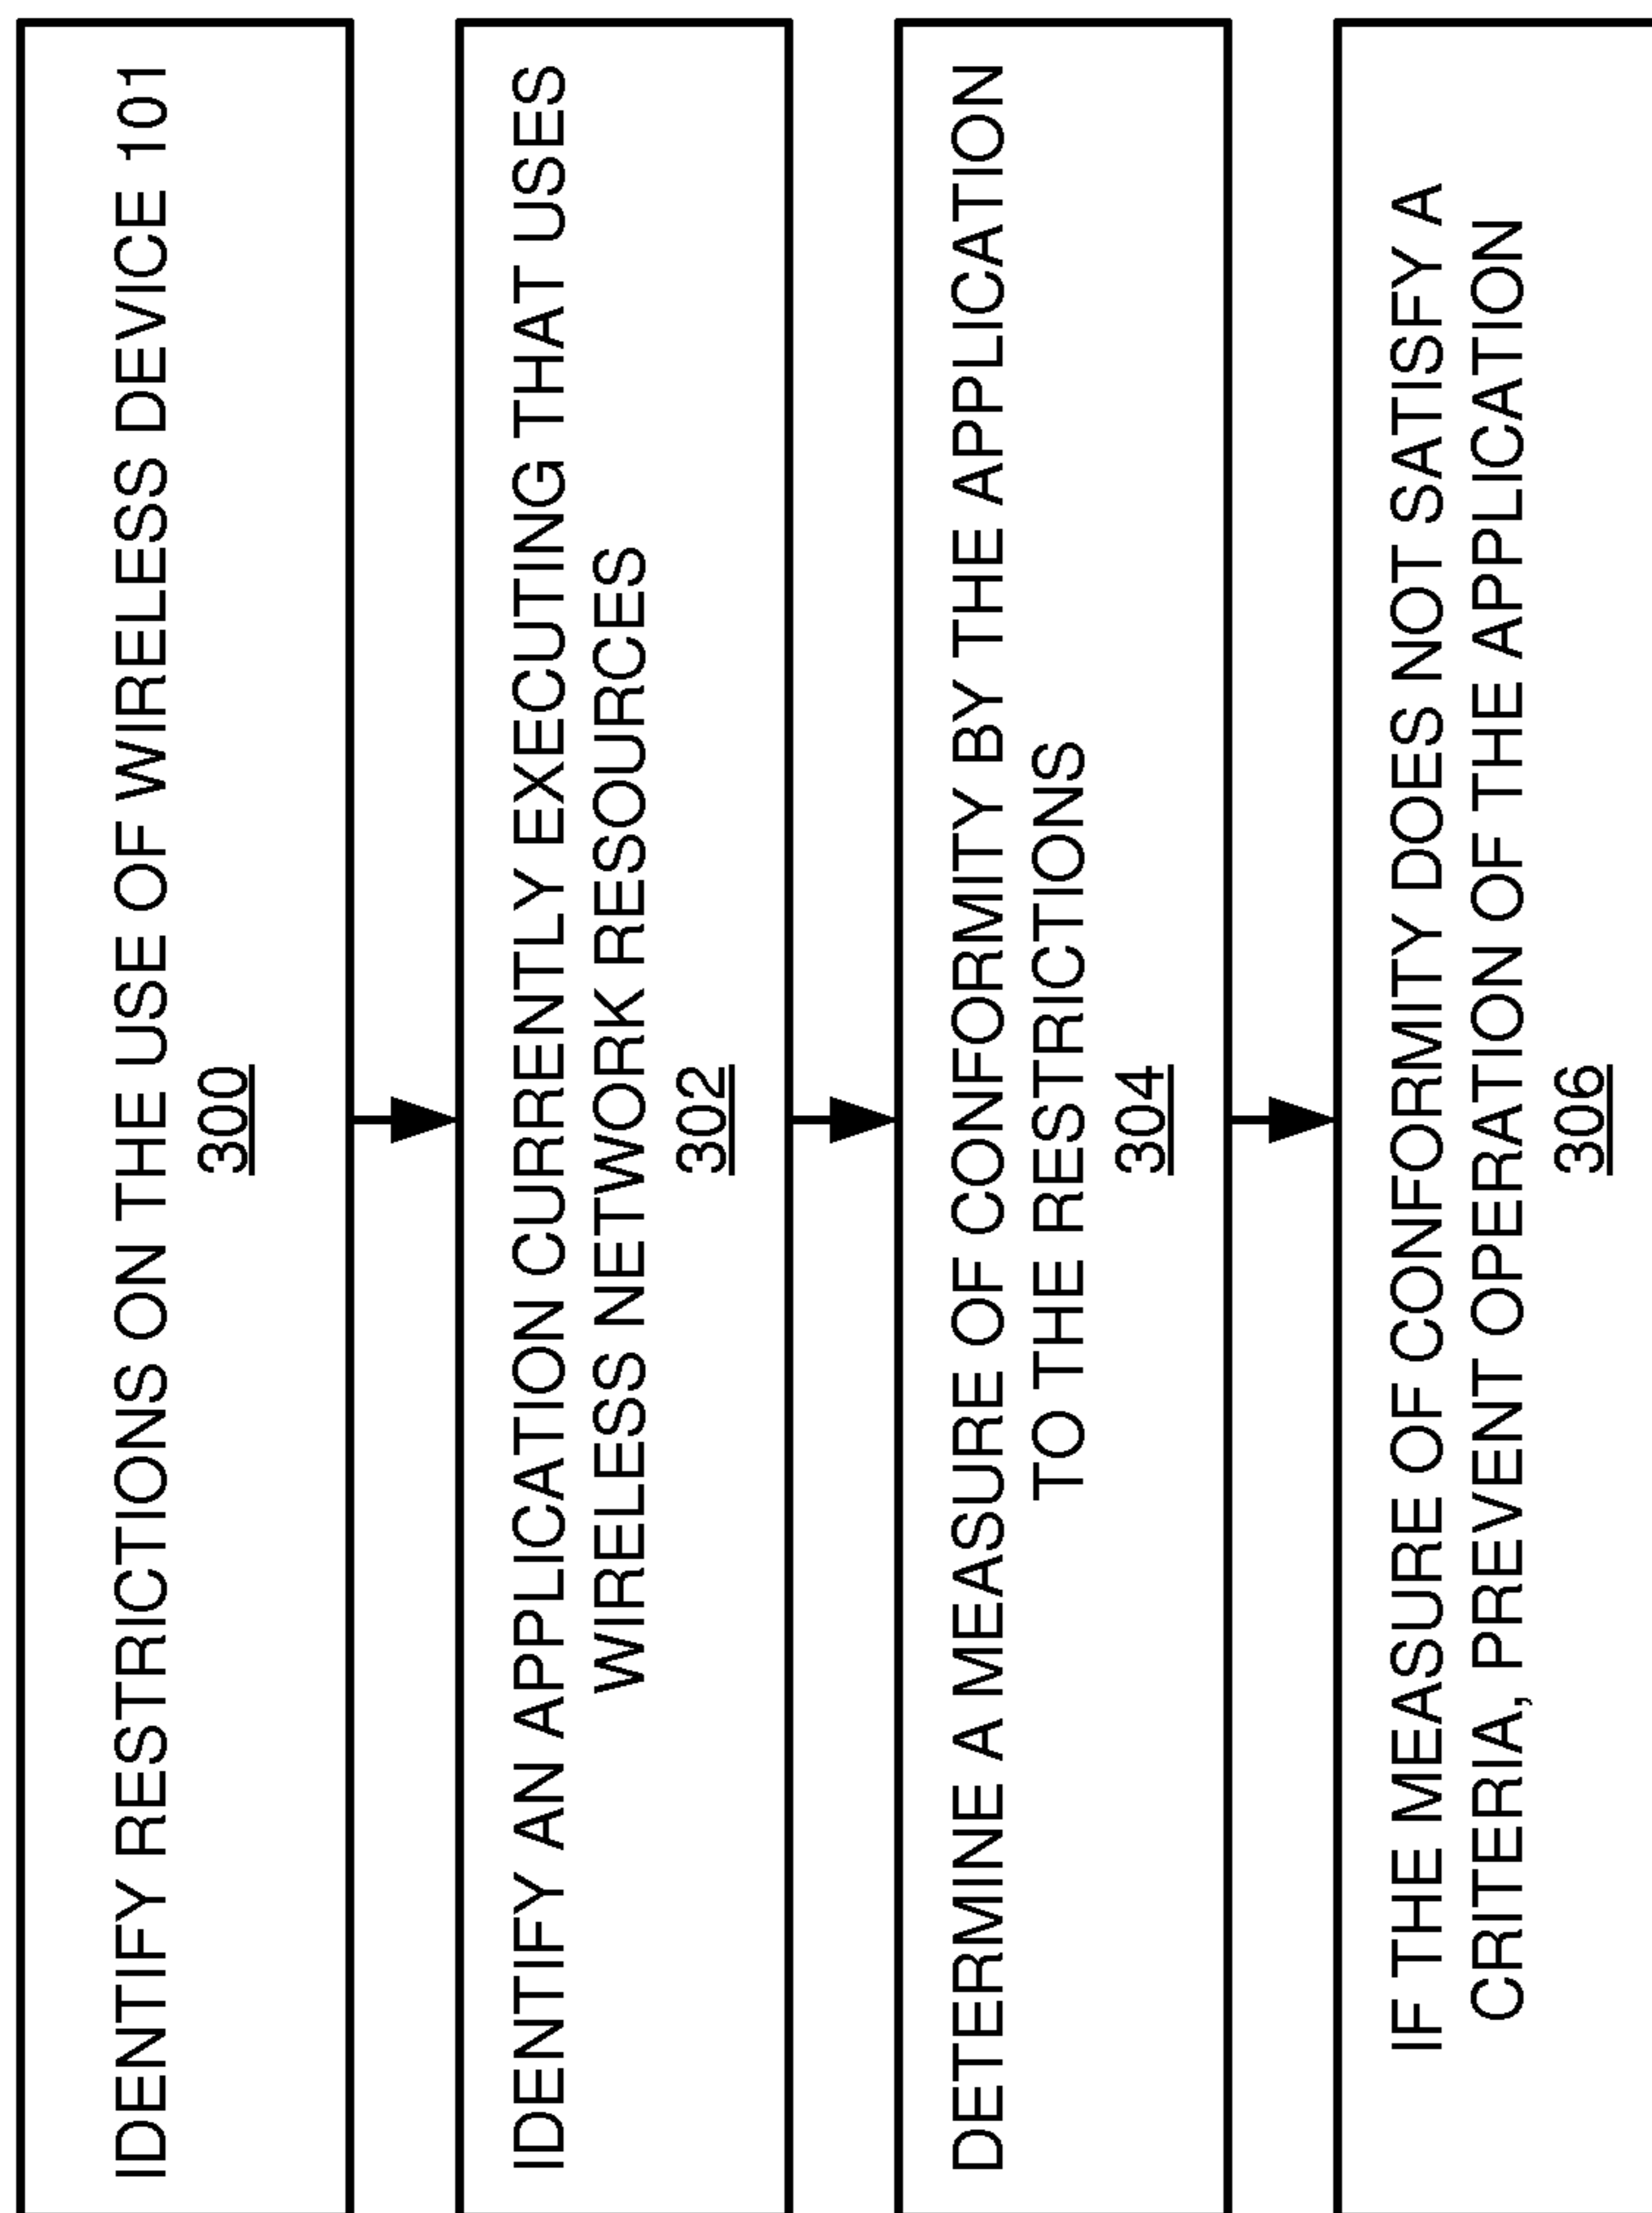 IDENTIFY RESTRICTIONS ON THE USE OF WIRELESS DEVICE 101
300
IDENTIFY AN APPLICATION CURRENTLY EXECUTING THAT USES
WIRELESS NETWORK RESOURCES
302
DETERMINE A MEASURE OF CONFORMITY BY THE APPLICATION
TO THE RESTRICTIONS
304
IF THE MEASURE OF CONFORMITY DOES NOT SATISFY A
CRITERIA, PREVENT OPERATION OF THE APPLICATION
306